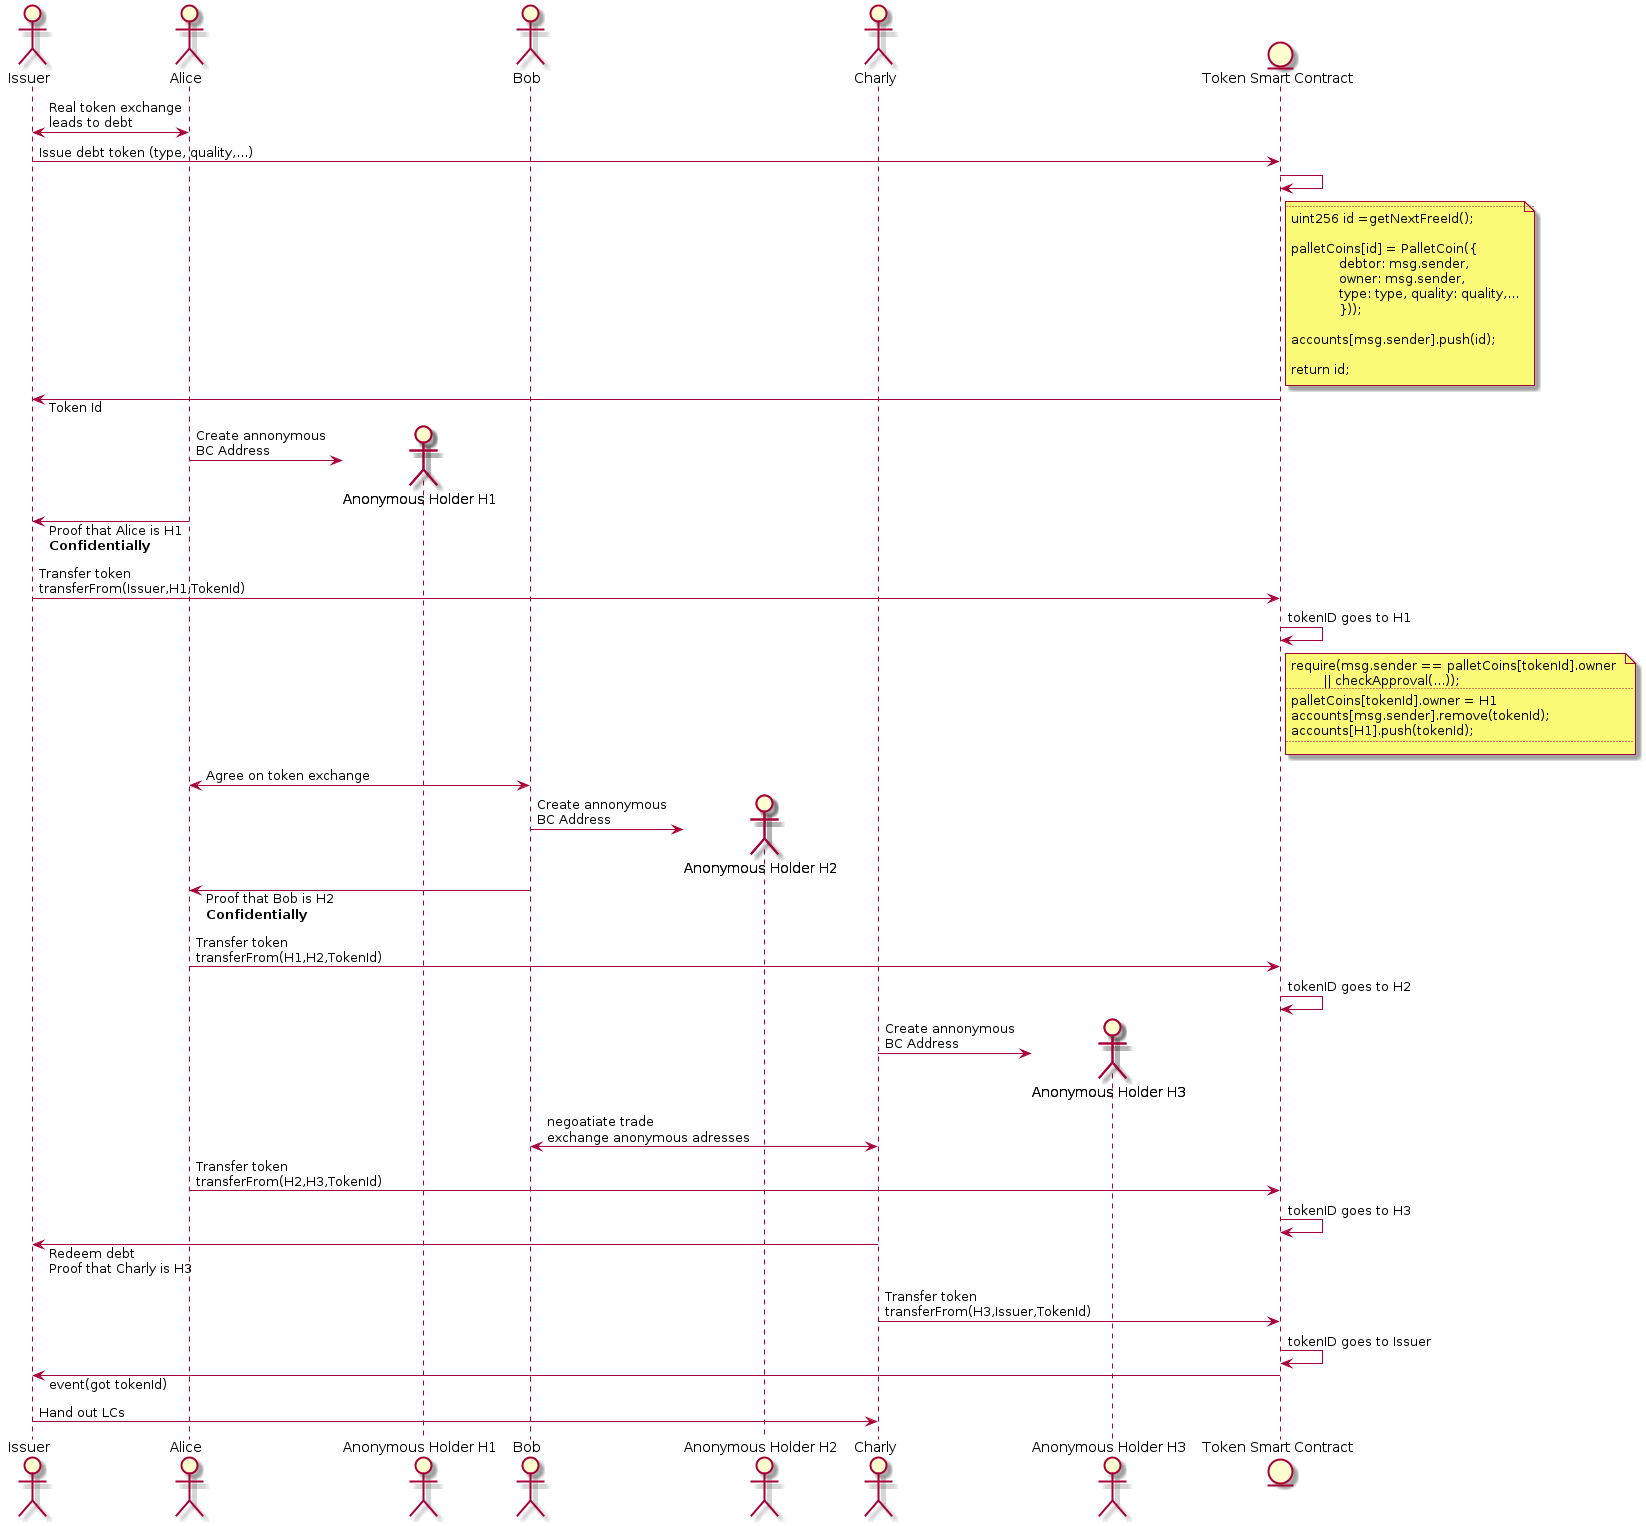 Issuer
Alice
Bob
Charly
Token Smart Contract
Real token exchange
leads to debt
Issue debt token (type, quality,...)
uint256 id =getNextFreeId();
palletCoins[id] = PalletCoin({
debtor: msg.sender,
owner: msg.sender,
type: type, quality: quality,...
}));
accounts[msg.sender].push(id);
return id;
Token Id
Create annonymous
BC Address
Anonymous Holder H1
Proof that Alice is H1
Confidentially
Transfer token
transferFrom(Issuer,H1,TokenId)
tokenID goes to H1
require(msg.sender == palletCoins[tokenId].owner
|| checkApproval(...));
palletCoins[tokenId].owner = H1
accounts[msg.sender].remove(tokenId);
accounts[H1].push(tokenId);
Agree on token exchange
Create annonymous
BC Address
Anonymous Holder H2
Proof that Bob is H2
Confidentially
Transfer token
transferFrom(H1,H2,TokenId)
tokenID goes to H2
Create annonymous
BC Address
Anonymous Holder H3
negoatiate trade
exchange anonymous adresses
Transfer token
transferFrom(H2,H3,TokenId)
tokenID goes to H3
Redeem debt
Proof that Charly is H3
Transfer token
transferFrom(H3,Issuer,TokenId)
tokenID goes to Issuer
event(got tokenId)
Hand out LCs
Issuer
Alice
Anonymous Holder H1
Bob
Anonymous Holder H2
Charly
Anonymous Holder H3
Token Smart Contract